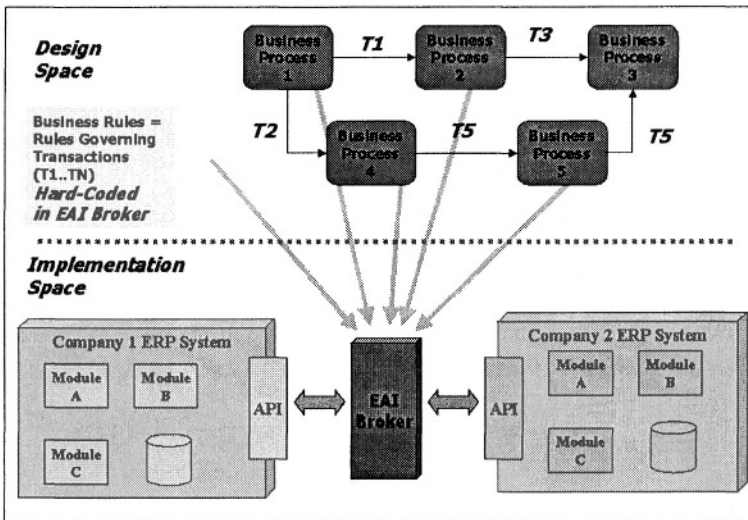 Design
Space
Business
Process
1
T1
Business
Process
2
T3
Business
Process
3
Business Rules =
Rules Governing
Transactions
(T1..TN)
Hard-Coded
in EAI Broker
T2
Business
Process
4
T5
Business
Process
5
T5
Implementation
Space
Company 1 ERP System
Module
A
Module
B
Module
C
API
EAI
Broker
API
Company 2 ERP System
Module
A
Module
B
Module
C